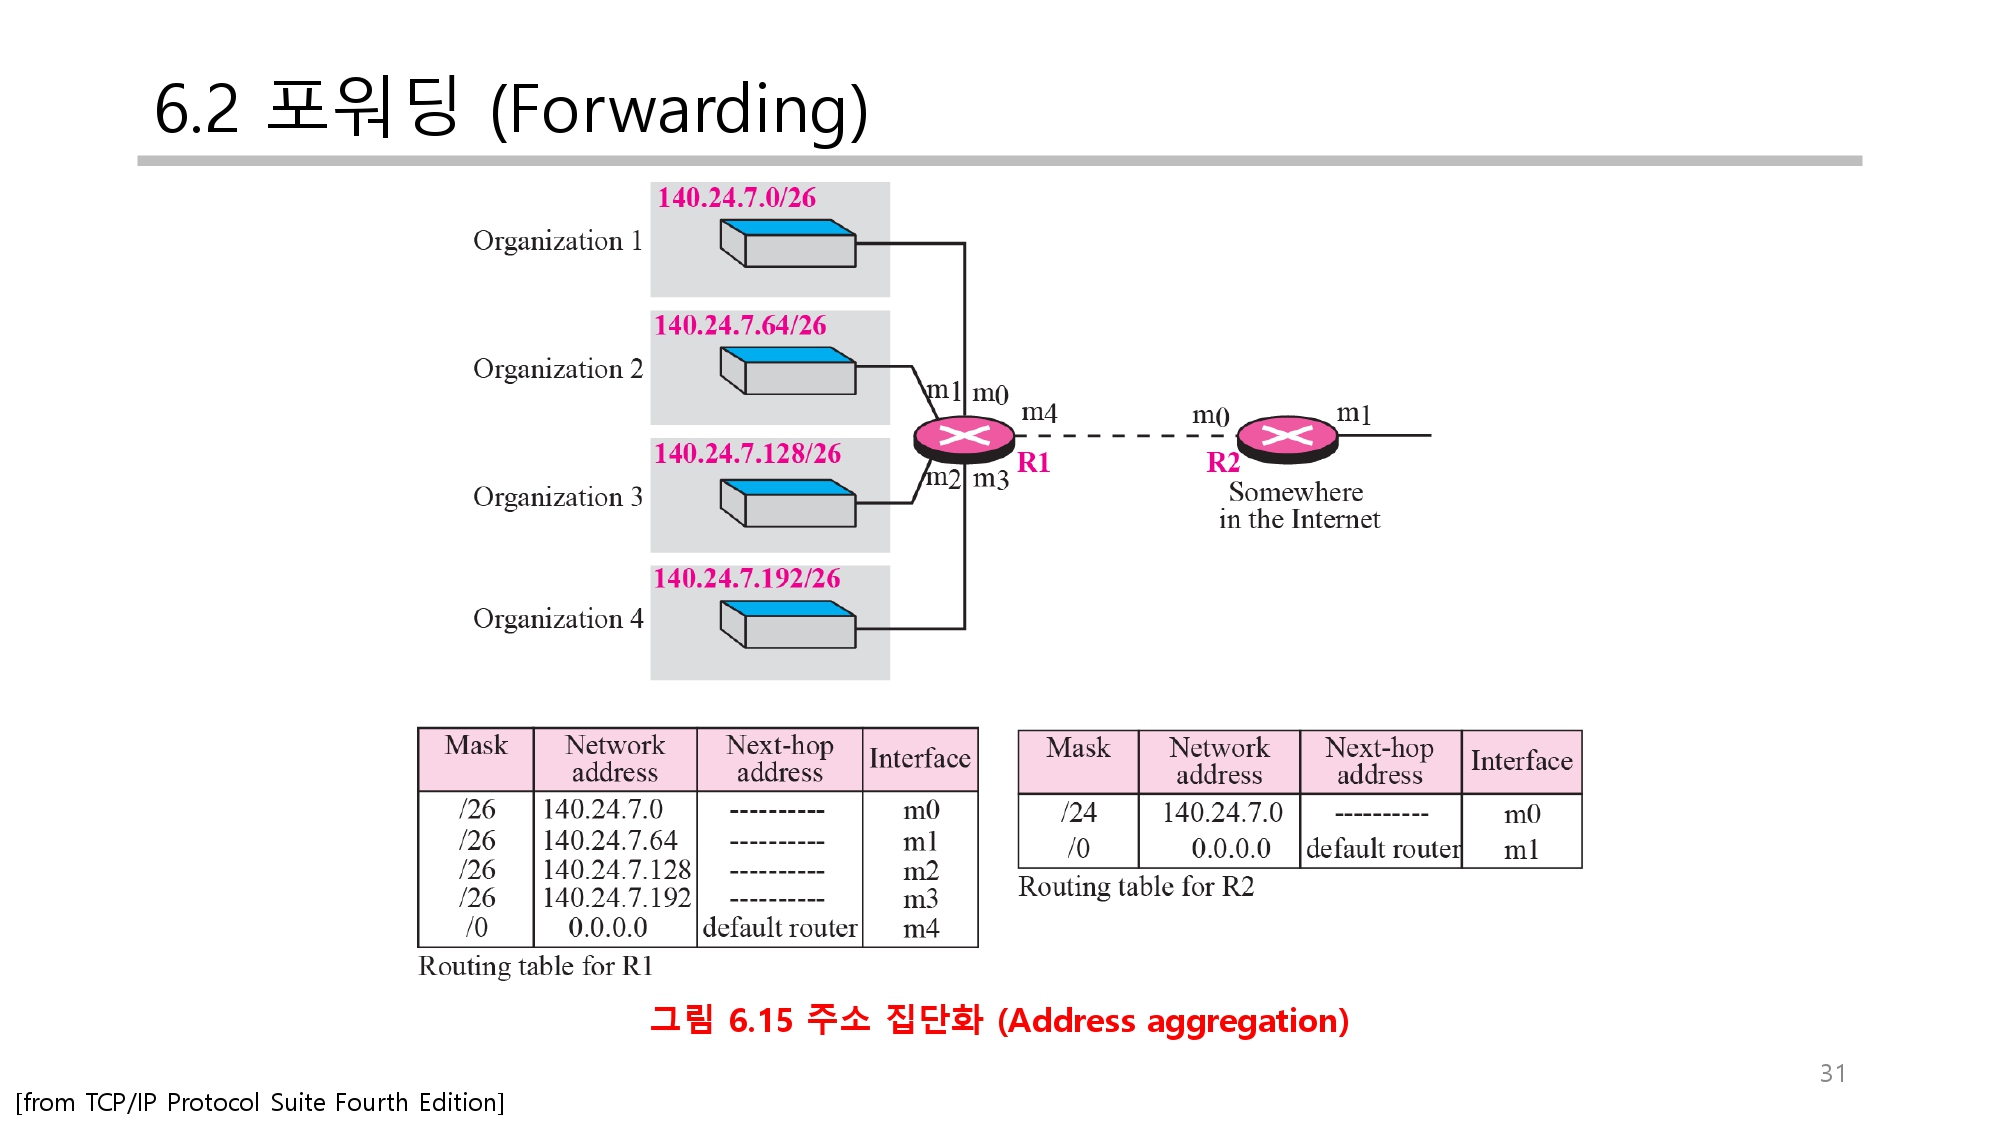 6.2 포워딩 (Forwarding)
140.24.7.0/26
Organization 1
140.24.7.64/26
Organization 2
m1 m0
m4
m0
m1
140.24.7.128/26
R1
R2
m2 m3
Organization 3
Somewhere
in the Internet
140.24.7.192/26
Organization 4
Mask Network address Next-hop address Interface
/26 140.24.7.0 ---------- m0
/26 140.24.7.64 ---------- m1
/26 140.24.7.128 ---------- m2
/26 140.24.7.192 ---------- m3
/0 0.0.0.0 default router m4
Routing table for R1
Mask Network address Next-hop address Interface
/24 140.24.7.0 ---------- m0
/0 0.0.0.0 default router m1
Routing table for R2
그림 6.15 주소 집단화 (Address aggregation)
31
[from TCP/IP Protocol Suite Fourth Edition]